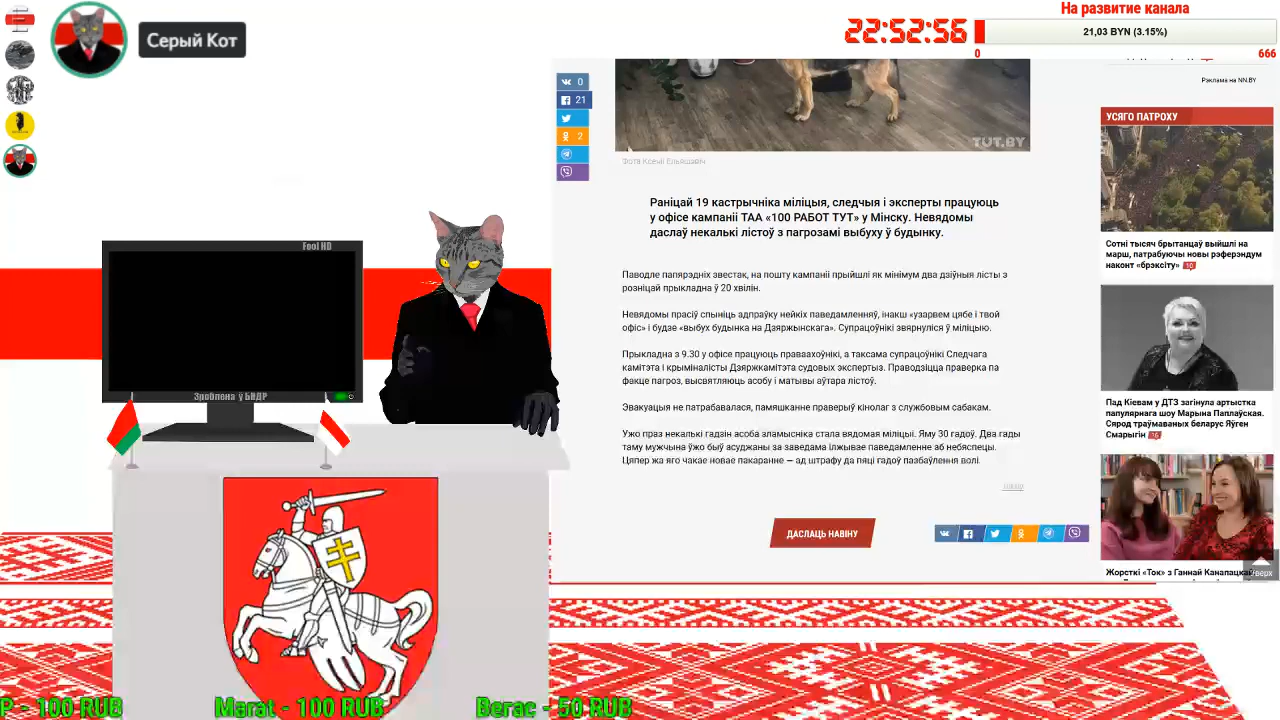 Серый Кот
22:52:56
На развитие канала
21,03 BYN (3.15%)
0
666
Рэклама на NN.BY
0
21
2
TUT.BY
Фота Ксеніі Ельяшэвіч
Раніцай 19 кастрычніка міліцыя, следчыя і эксперты працуюць
у офісе кампаніі ТАА «100 РАБОТ ТУТ» у Мінску. Невядомы
даслаў некалькі лістоў з пагрозамі выбуху ў будынку.
Паводле папярэдніх звестак, на пошту кампаніі прыйшлі як мінімум два дзіўныя лісты з
розніцай прыкладна ў 20 хвілін.
Невядомы прасіў спыніць адпраўку нейкіх паведамленняў, інакш «узарвем цябе і твой
офіс» і будзе «выбух будынка на Дзяржынскага». Супрацоўнікі звярнуліся ў міліцыю.
Прыкладна з 9.30 у офісе працуюць праваахоўнікі, а таксама супрацоўнікі Следчага
камітэта і крыміналісты Дзяржкамітэта судовых экспертыз. Праводзіцца праверка па
факце пагроз, высвятляюць асобу і матывы аўтара лістоў.
Эвакуацыя не патрабавалася, памяшканне праверыў кінолаг з службовым сабакам.
Ужо праз некалькі гадзін асоба зламысніка стала вядомая міліцыі. Яму 30 гадоў. Два гады
таму мужчына ўжо быў асуджаны за заведама ілжывае паведамленне аб небяспецы.
Цяпер жа яго чакае новае пакаранне — ад штрафу да пяці гадоў пазбаўлення волі.
ДАСЛАЦЬ НАВІНУ
УСЯГО ПАТРОХУ
Сотні тысяч брытанцаў выйшлі на
марш, патрабуючы новы рэферэндум
наконт «брэксіту»
Пад Кіевам у ДТЗ загінула артыстка
папулярнага шоу Марына Паплаўская.
Сярод траўмаваных беларус Яўген
Смарыгін
Жорсткі «Ток» з Ганнай Канапацкай
Уверх
Fool HD
Зроблена ў БНДР
Р - 100 RUB
Marat - 100 RUB
Вегас - 50 RUB